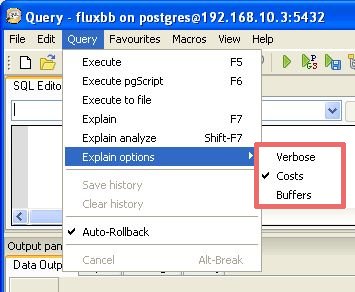 Query - fluxbb on postgres@192.168.10.3:5432
File Edit Query Favourites Macros View Help
Execute F5
Execute pgScript F6
Execute to file
SQL Edito
Explain F7
Explain analyze Shift-F7
Explain options
Verbose
Costs
Buffers
Save history
Clear history
Auto-Rollback
Output pan
Cancel Alt-Break
Data Outp